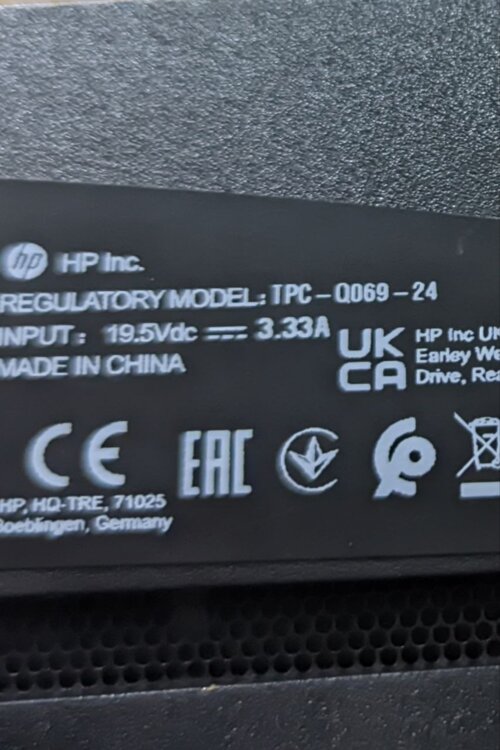 hp HP Inc.
REGULATORY MODEL: TPC-Q069-24
INPUT: 19.5Vdc ⎓ 3.33A
MADE IN CHINA
UK
CA
HP Inc UK
Earley We
Drive, Rea
CE
EAC
HP, HQ-TRE, 71025
Boeblingen, Germany